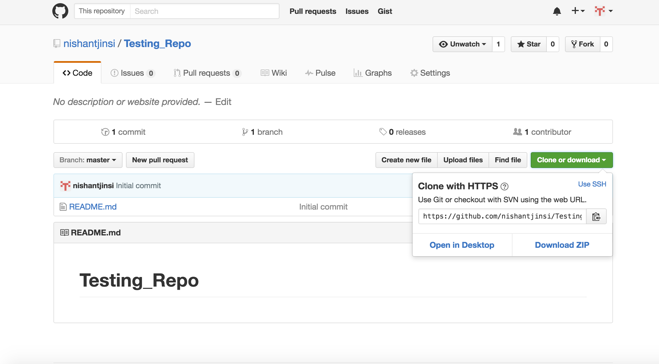 This repository Search Pull requests Issues Gist
nishantjinsi / Testing_Repo Unwatch 1 Star 0 Fork 0
Code Issues 0 Pull requests 0 Wiki Pulse Graphs Settings
No description or website provided. — Edit
1 commit 1 branch 0 releases 1 contributor
Branch: master New pull request Create new file Upload files Find file Clone or download
nishantjinsi Initial commit
README.md Initial commit
Clone with HTTPS ? Use SSH
Use Git or checkout with SVN using the web URL.
https://github.com/nishantjinsi/Testing
Open in Desktop Download ZIP
README.md
Testing_Repo